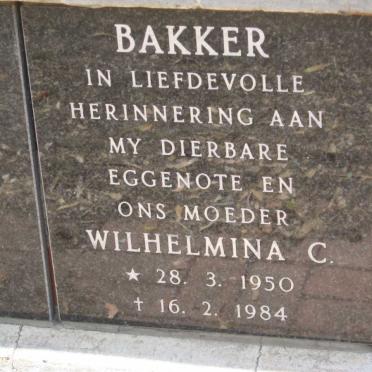 BAKKER
IN LIEFDEVOLLE
HERINNERING AAN
MY DIERBARE
EGGENOTE EN
ONS MOEDER
WILHELMINA C.
★ 28. 3. 1950
† 16. 2. 1984